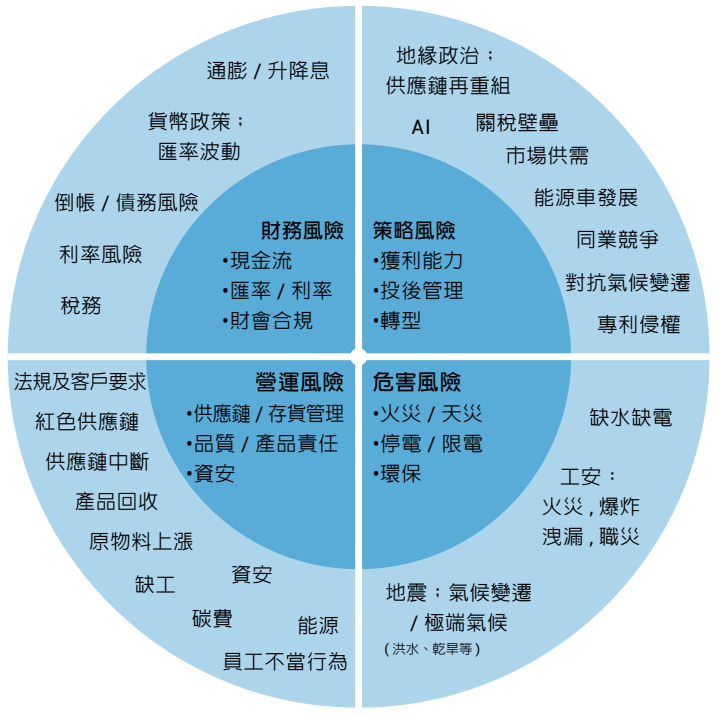 通膨 / 升降息
貨幣政策；
匯率波動
倒帳 / 債務風險
利率風險
稅務
財務風險
•現金流
•匯率 / 利率
•財會合規
地緣政治；
供應鏈再重組
AI
關稅壁壘
市場供需
能源車發展
同業競爭
對抗氣候變遷
專利侵權
策略風險
•獲利能力
•投後管理
•轉型
法規及客戶要求
紅色供應鏈
供應鏈中斷
產品回收
原物料上漲
缺工
資安
碳費
能源
員工不當行為
營運風險
•供應鏈 / 存貨管理
•品質 / 產品責任
•資安
危害風險
•火災 / 天災
•停電 / 限電
•環保
缺水缺電
工安：
火災 , 爆炸
洩漏 , 職災
地震；氣候變遷
/ 極端氣候
(洪水、乾旱等)